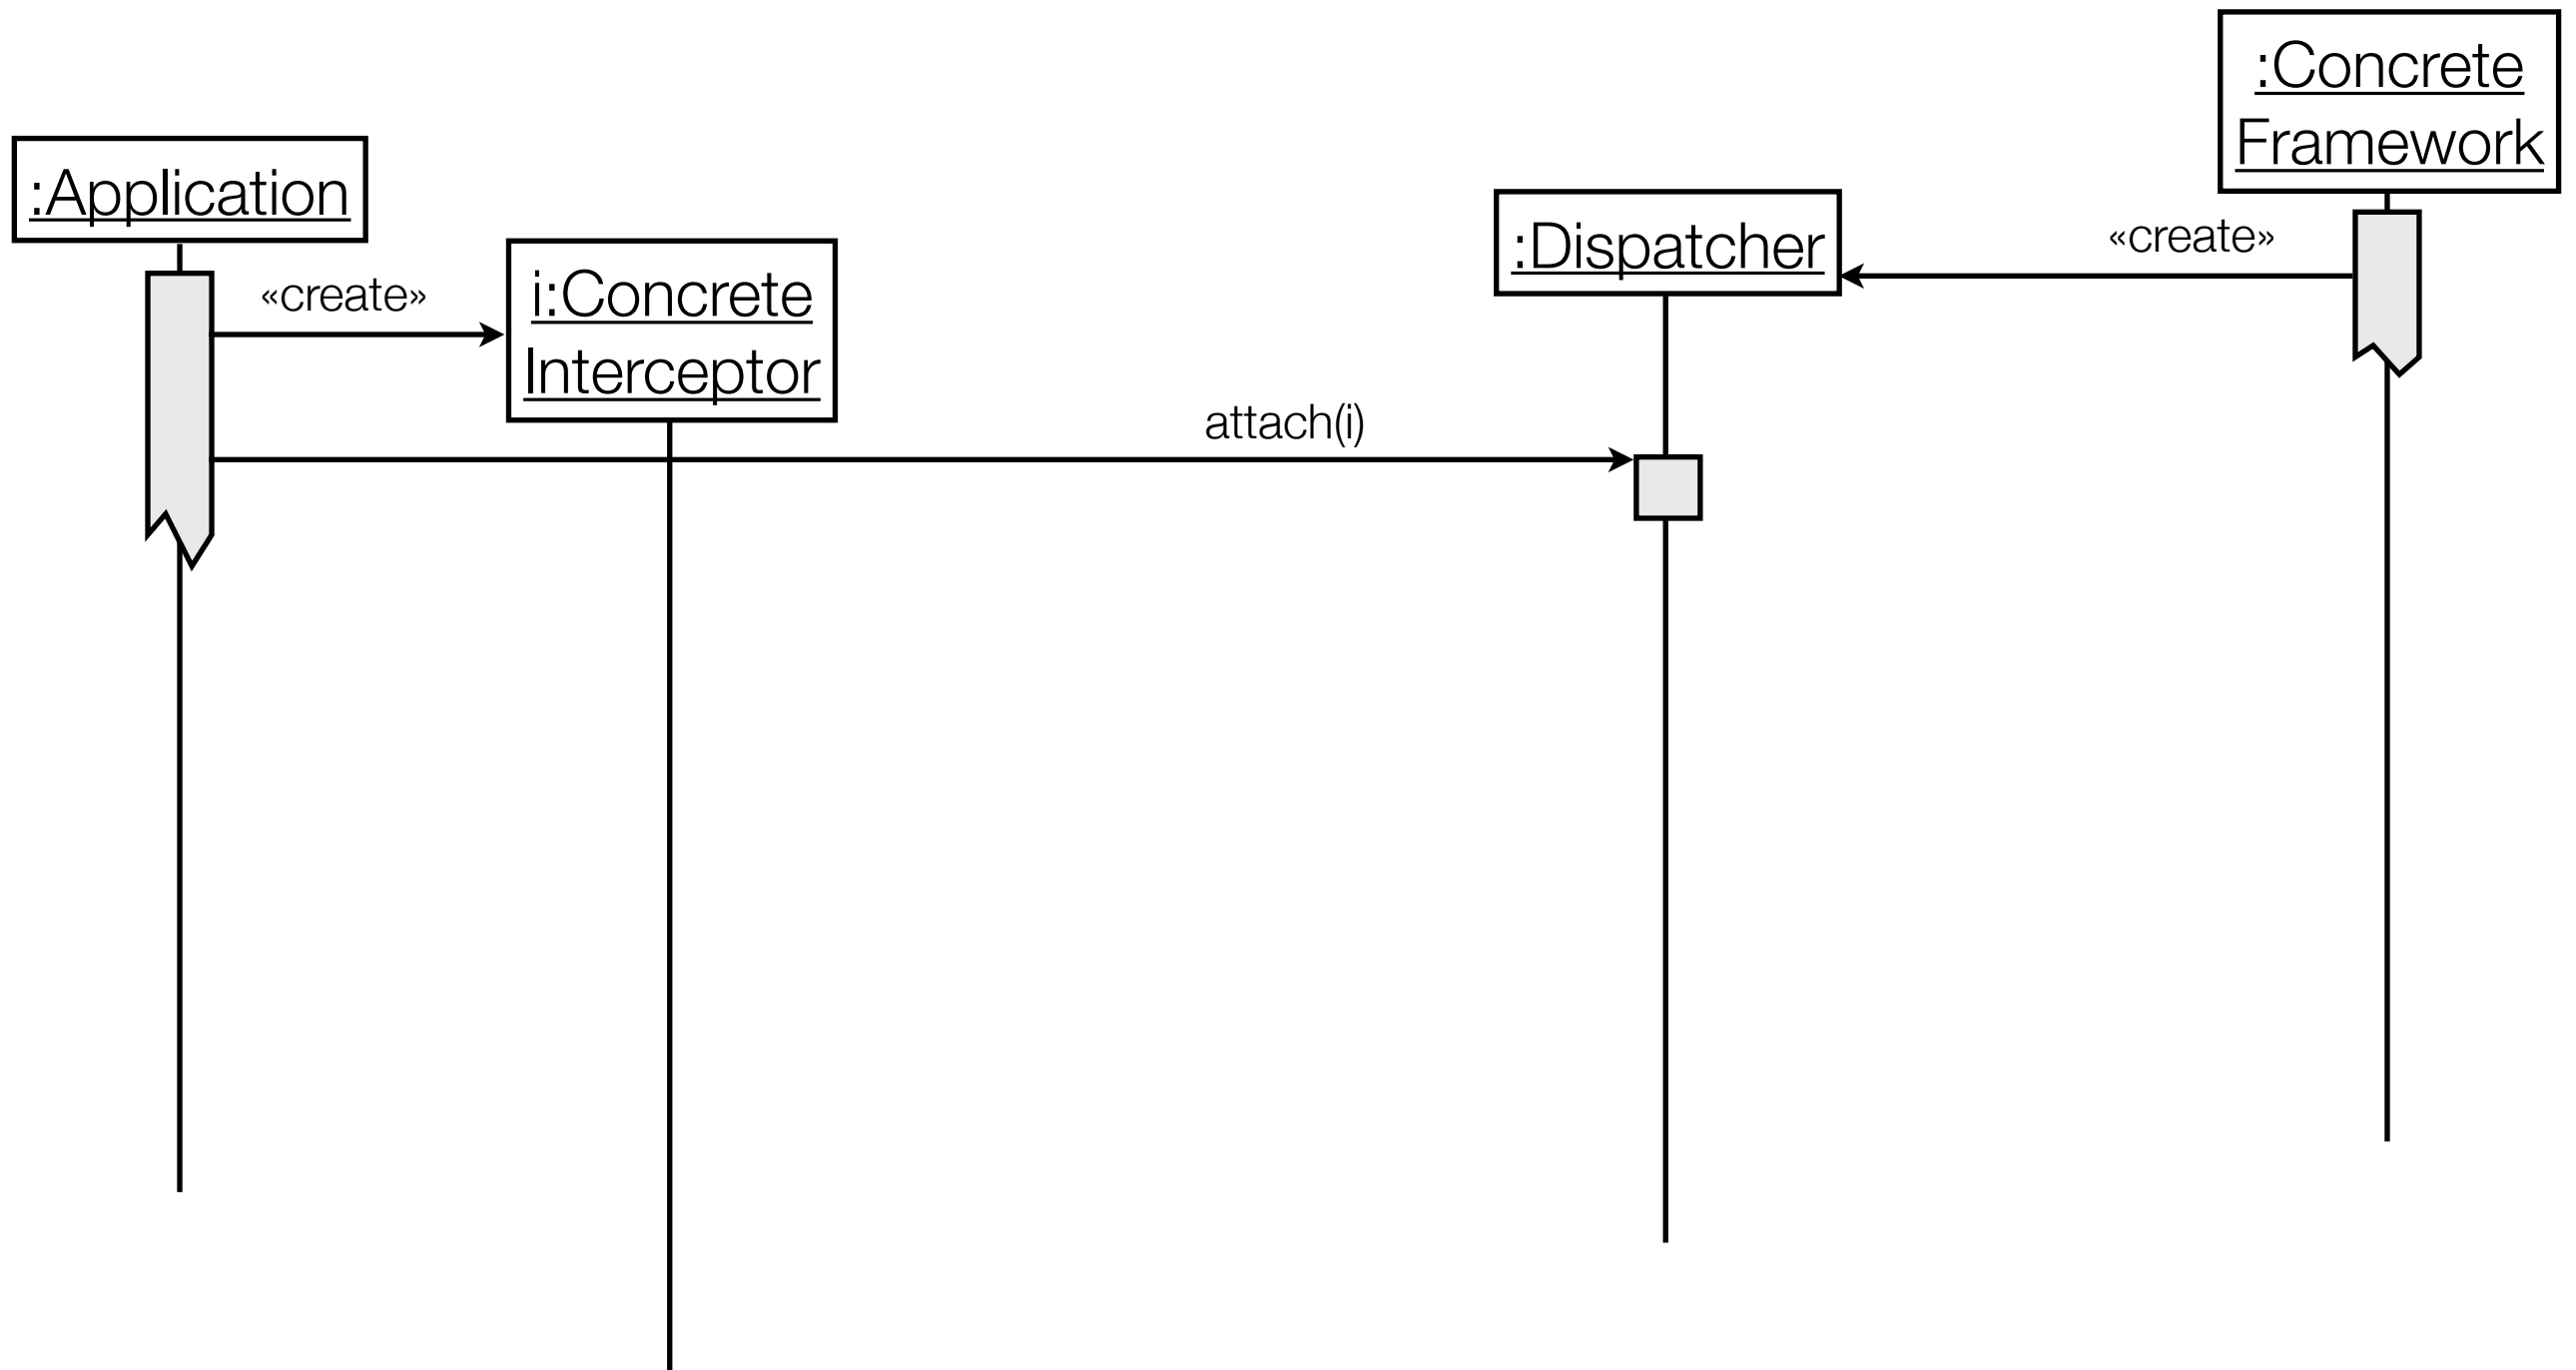 :Concrete
Framework
:Application
:Dispatcher
«create»
i:Concrete
Interceptor
«create»
attach(i)